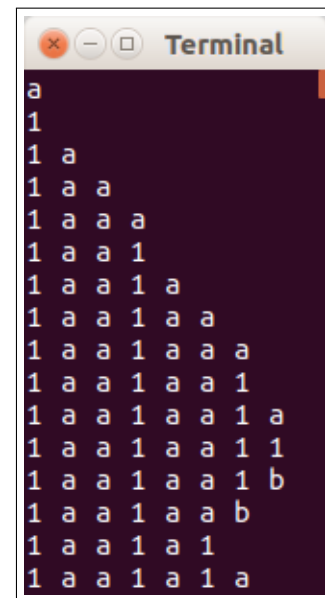 Terminal
a
1
1 a
1 a a
1 a a a
1 a a 1
1 a a 1 a
1 a a 1 a a
1 a a 1 a a a
1 a a 1 a a 1
1 a a 1 a a 1 a
1 a a 1 a a 1 1
1 a a 1 a a 1 b
1 a a 1 a a b
1 a a 1 a 1
1 a a 1 a 1 a